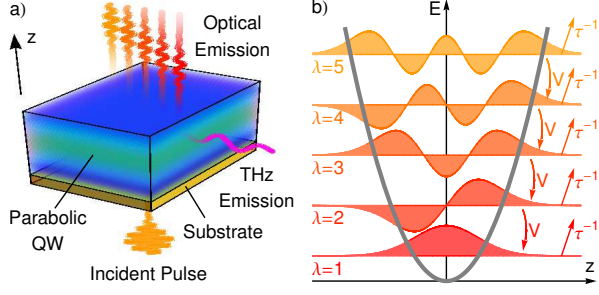 a)
z
Optical
Emission
THz
Emission
Parabolic
QW
Substrate
Incident Pulse
b)
E
λ=5
τ⁻¹
V
λ=4
τ⁻¹
V
λ=3
τ⁻¹
V
λ=2
τ⁻¹
V
λ=1
τ⁻¹
z